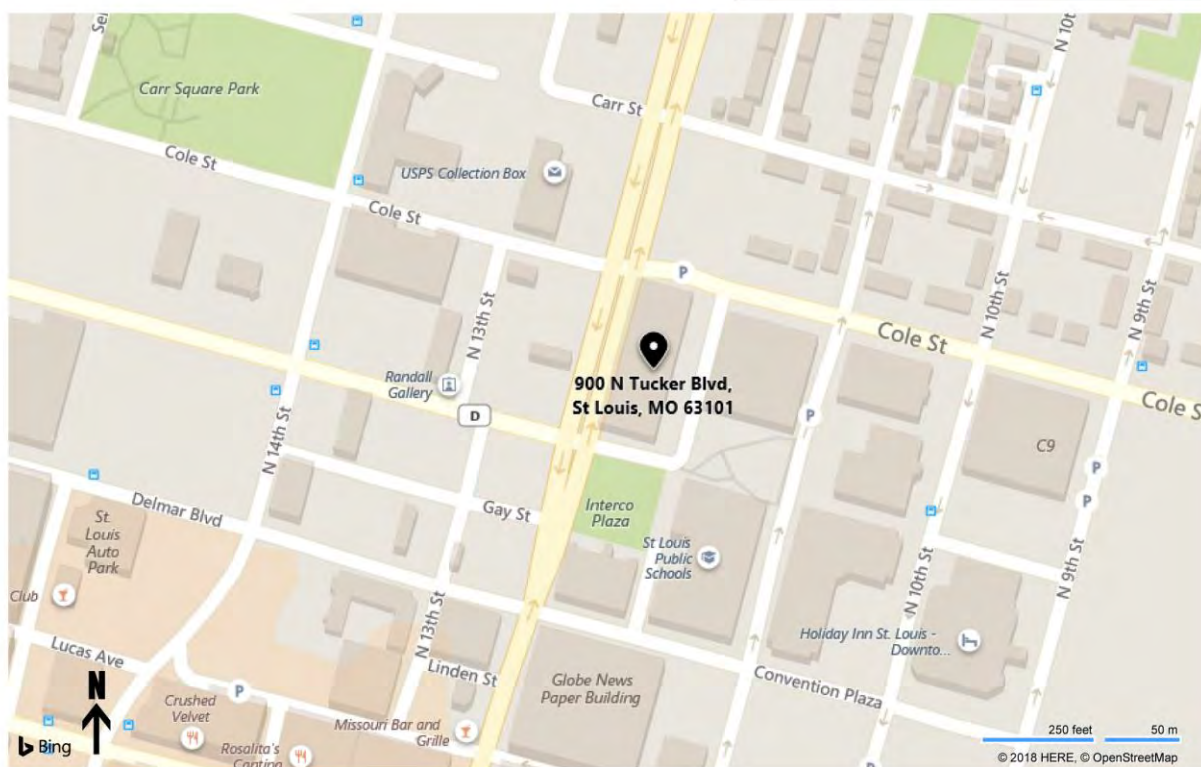 Ser
N 10th
Carr Square Park
Carr St
Cole St
USPS Collection Box
Cole St
N 13th St
N 10th St
N 9th St
P
Cole St
Randall
Gallery
D
900 N Tucker Blvd,
St Louis, MO 63101
Cole S
N 14th St
P
C9
P
P
Delmar Blvd
Gay St
Interco
Plaza
St. Louis
Auto
Park
St Louis
Public
Schools
N 10th St
N 9th St
Club
N 13th St
Holiday Inn St. Louis -
Downto...
Lucas Ave
Linden St
Convention Plaza
N
P
Globe News
Paper Building
Crushed
Velvet
Missouri Bar and
Grille
Rosalita's
Cantina
P
250 feet
50 m
Bing
© 2018 HERE, © OpenStreetMap